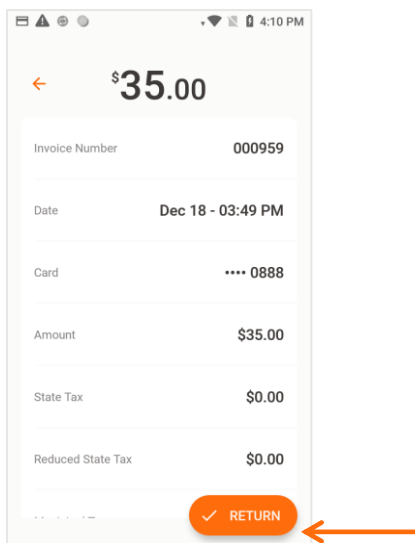 4:10 PM
$35.00
Invoice Number 000959
Date Dec 18 - 03:49 PM
Card •••• 0888
Amount $35.00
State Tax $0.00
Reduced State Tax $0.00
RETURN